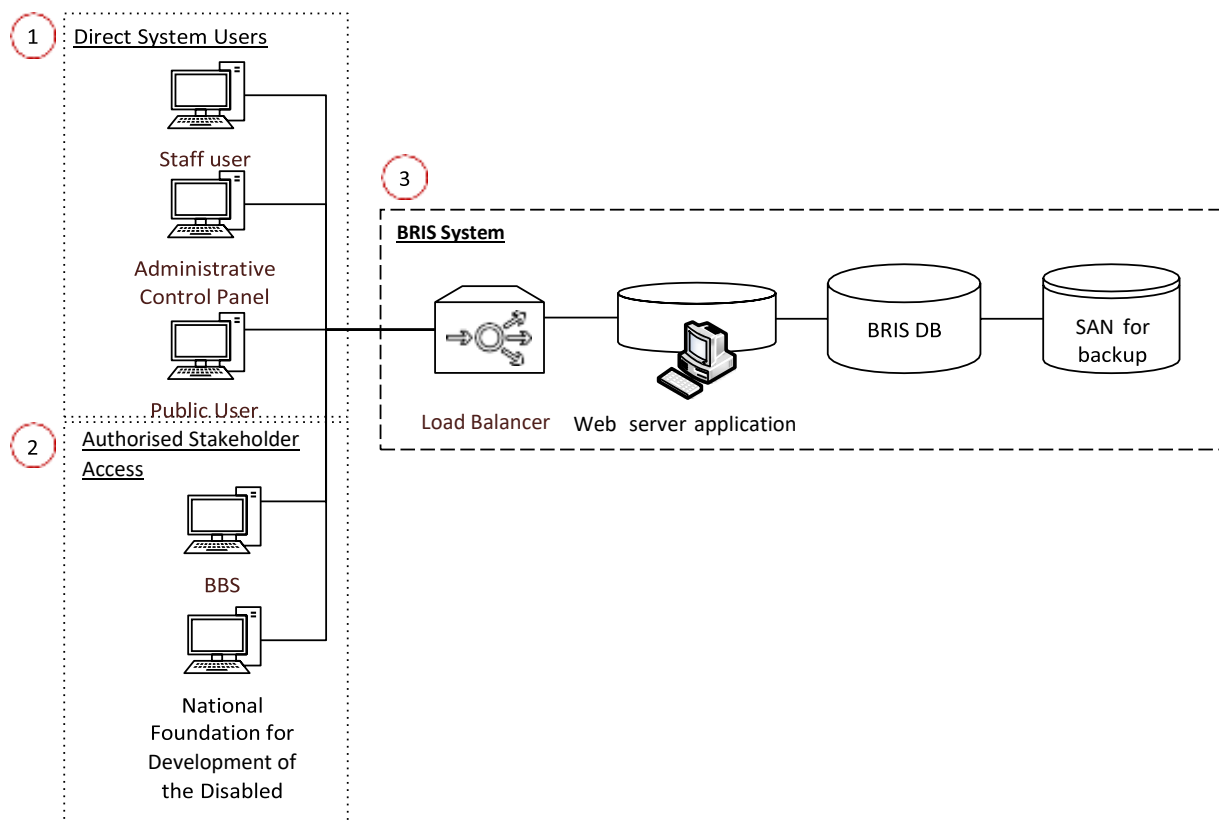 1
Direct System Users
Staff user
Administrative
Control Panel
Public User
2
Authorised Stakeholder
Access
BBS
National
Foundation for
Development of
the Disabled
3
BRIS System
Load Balancer
Web server application
BRIS DB
SAN for
backup